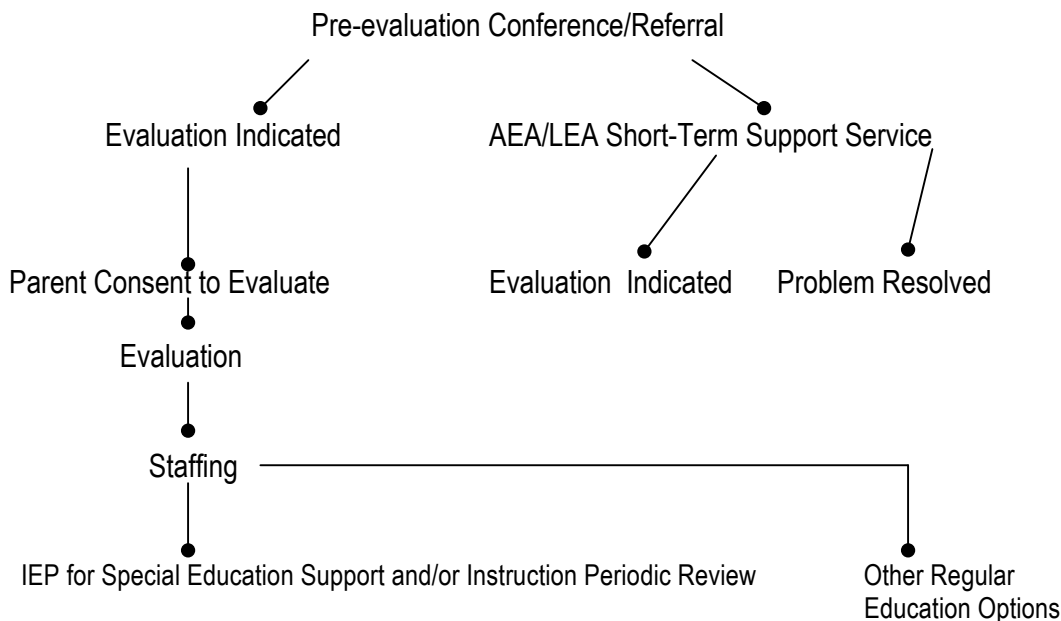 Pre-evaluation Conference/Referral
Evaluation Indicated
AEA/LEA Short-Term Support Service
Parent Consent to Evaluate
Evaluation Indicated
Problem Resolved
Evaluation
Staffing
IEP for Special Education Support and/or Instruction Periodic Review
Other Regular
Education Options